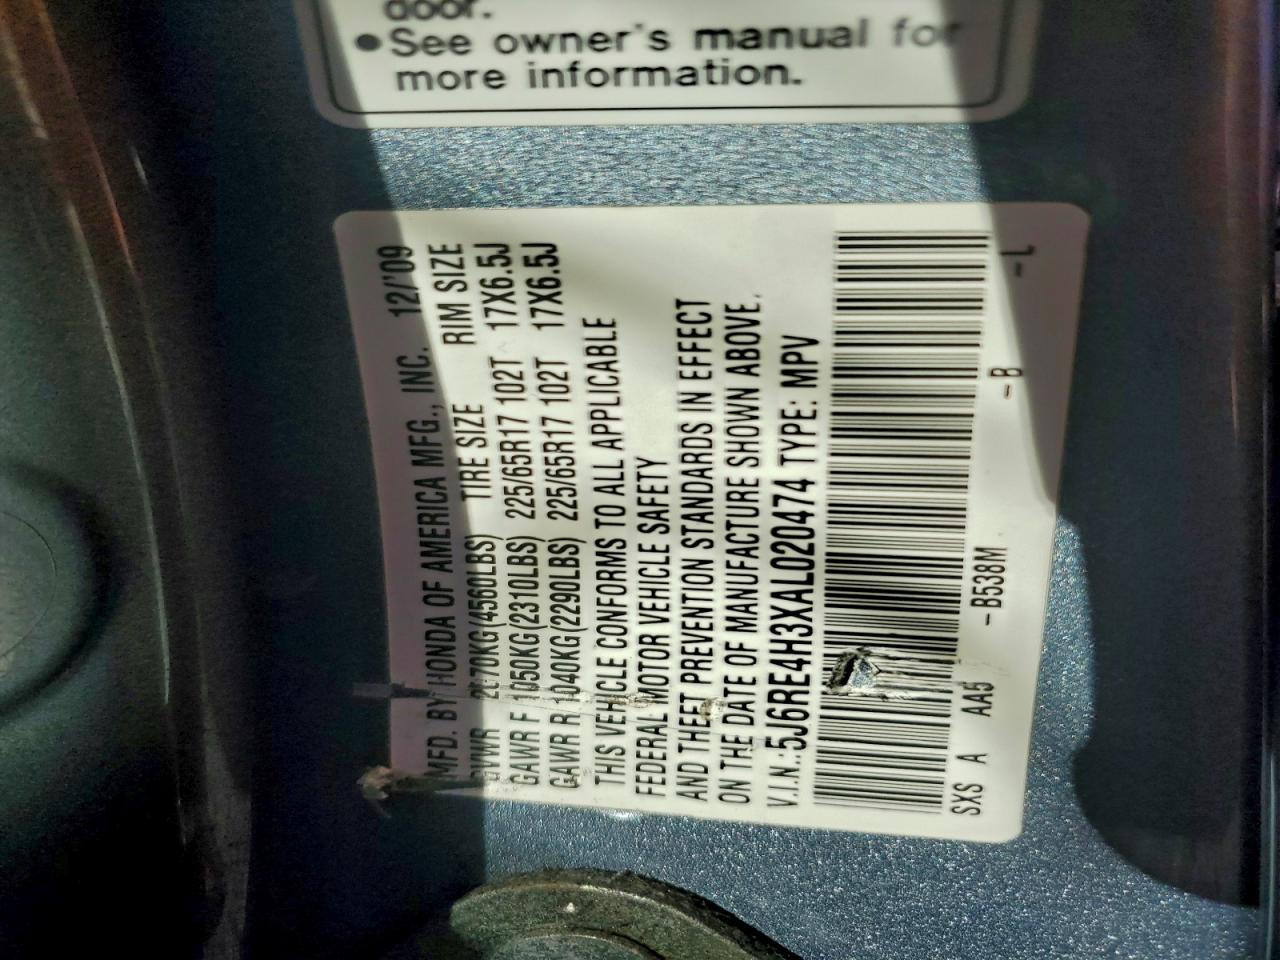 door.
●See owner's manual for
more information.
MFD. BY HONDA OF AMERICA MFG., INC. 12/'09
GVWR 2070KG(4560LBS) TIRE SIZE RIM SIZE
GAWR F 1050KG(2310LBS) 225/65R17 102T 17X6.5J
GAWR R 1040KG(2290LBS) 225/65R17 102T 17X6.5J
THIS VEHICLE CONFORMS TO ALL APPLICABLE
FEDERAL MOTOR VEHICLE SAFETY
AND THEFT PREVENTION STANDARDS IN EFFECT
ON THE DATE OF MANUFACTURE SHOWN ABOVE.
V.I.N.:5J6RE4H3XAL020474 TYPE: MPV
SXS A AA5 -B538M -B -L